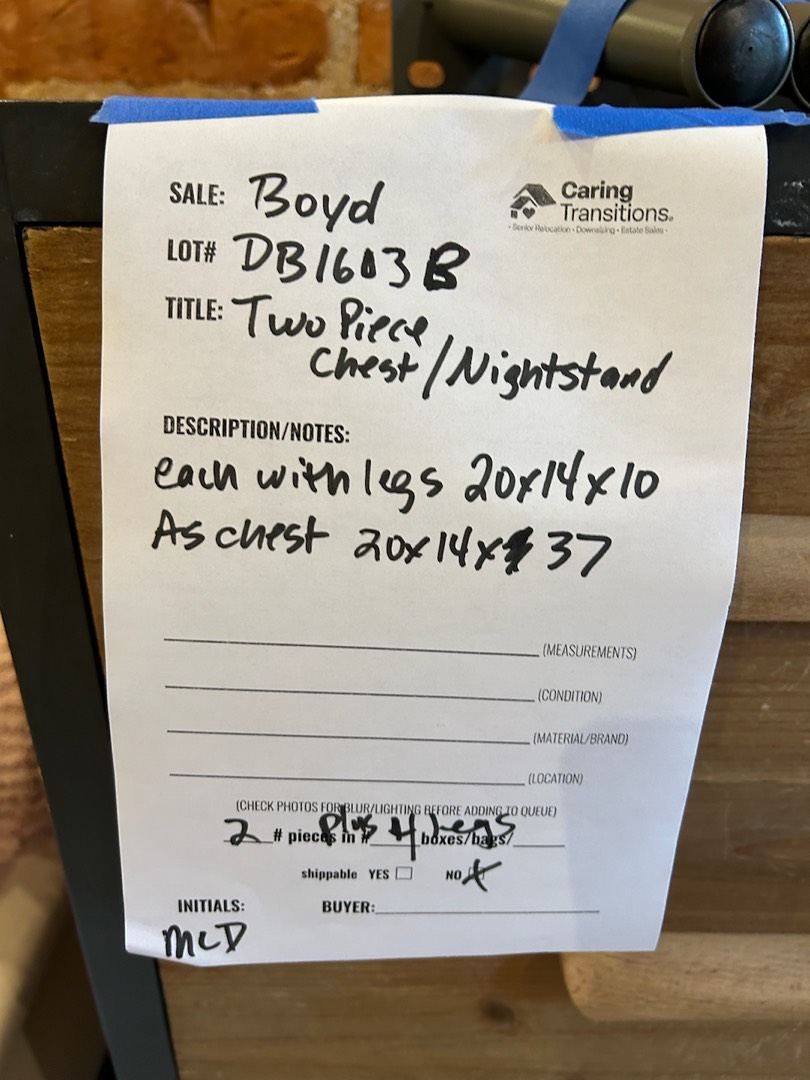 SALE: Boyd
Caring
Transitions®
• Senior Relocation • Downsizing • Estate Sales •
LOT# DB1603B
TITLE: Two Piece
Chest/Nightstand
DESCRIPTION/NOTES:
each with legs 20x14x10
As chest 20x14x 37
(MEASUREMENTS)
(CONDITION)
(MATERIAL/BRAND)
(LOCATION)
(CHECK PHOTOS FOR BLUR/LIGHTING BEFORE ADDING TO QUEUE)
plus 4 Legs
2 # pieces in # boxes/bags/
shippable YES NO X
INITIALS: BUYER:
MCD